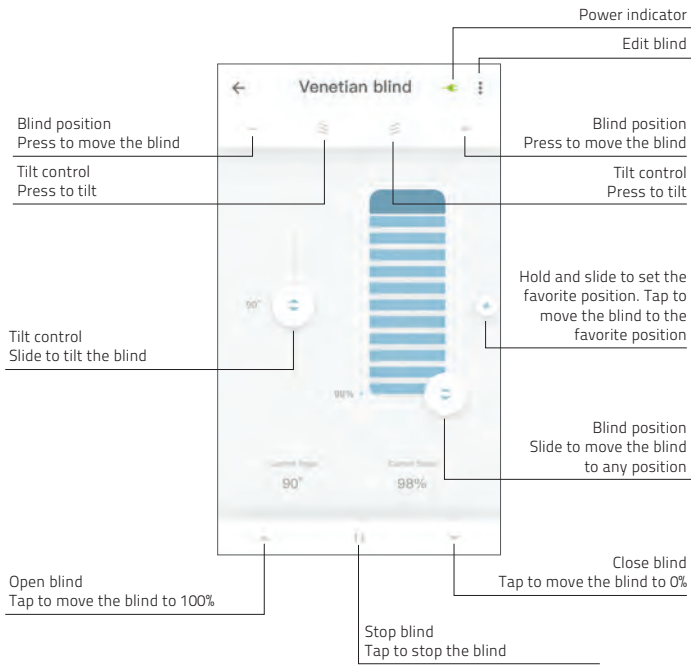 Power indicator
Edit blind
Venetian blind
Blind position
Press to move the blind
Blind position
Press to move the blind
Tilt control
Press to tilt
Tilt control
Press to tilt
Hold and slide to set the
favorite position. Tap to
move the blind to the
favorite position
90°
Tilt control
Slide to tilt the blind
98%
Blind position
Slide to move the blind
to any position
90°
98%
Open blind
Tap to move the blind to 100%
Close blind
Tap to move the blind to 0%
Stop blind
Tap to stop the blind